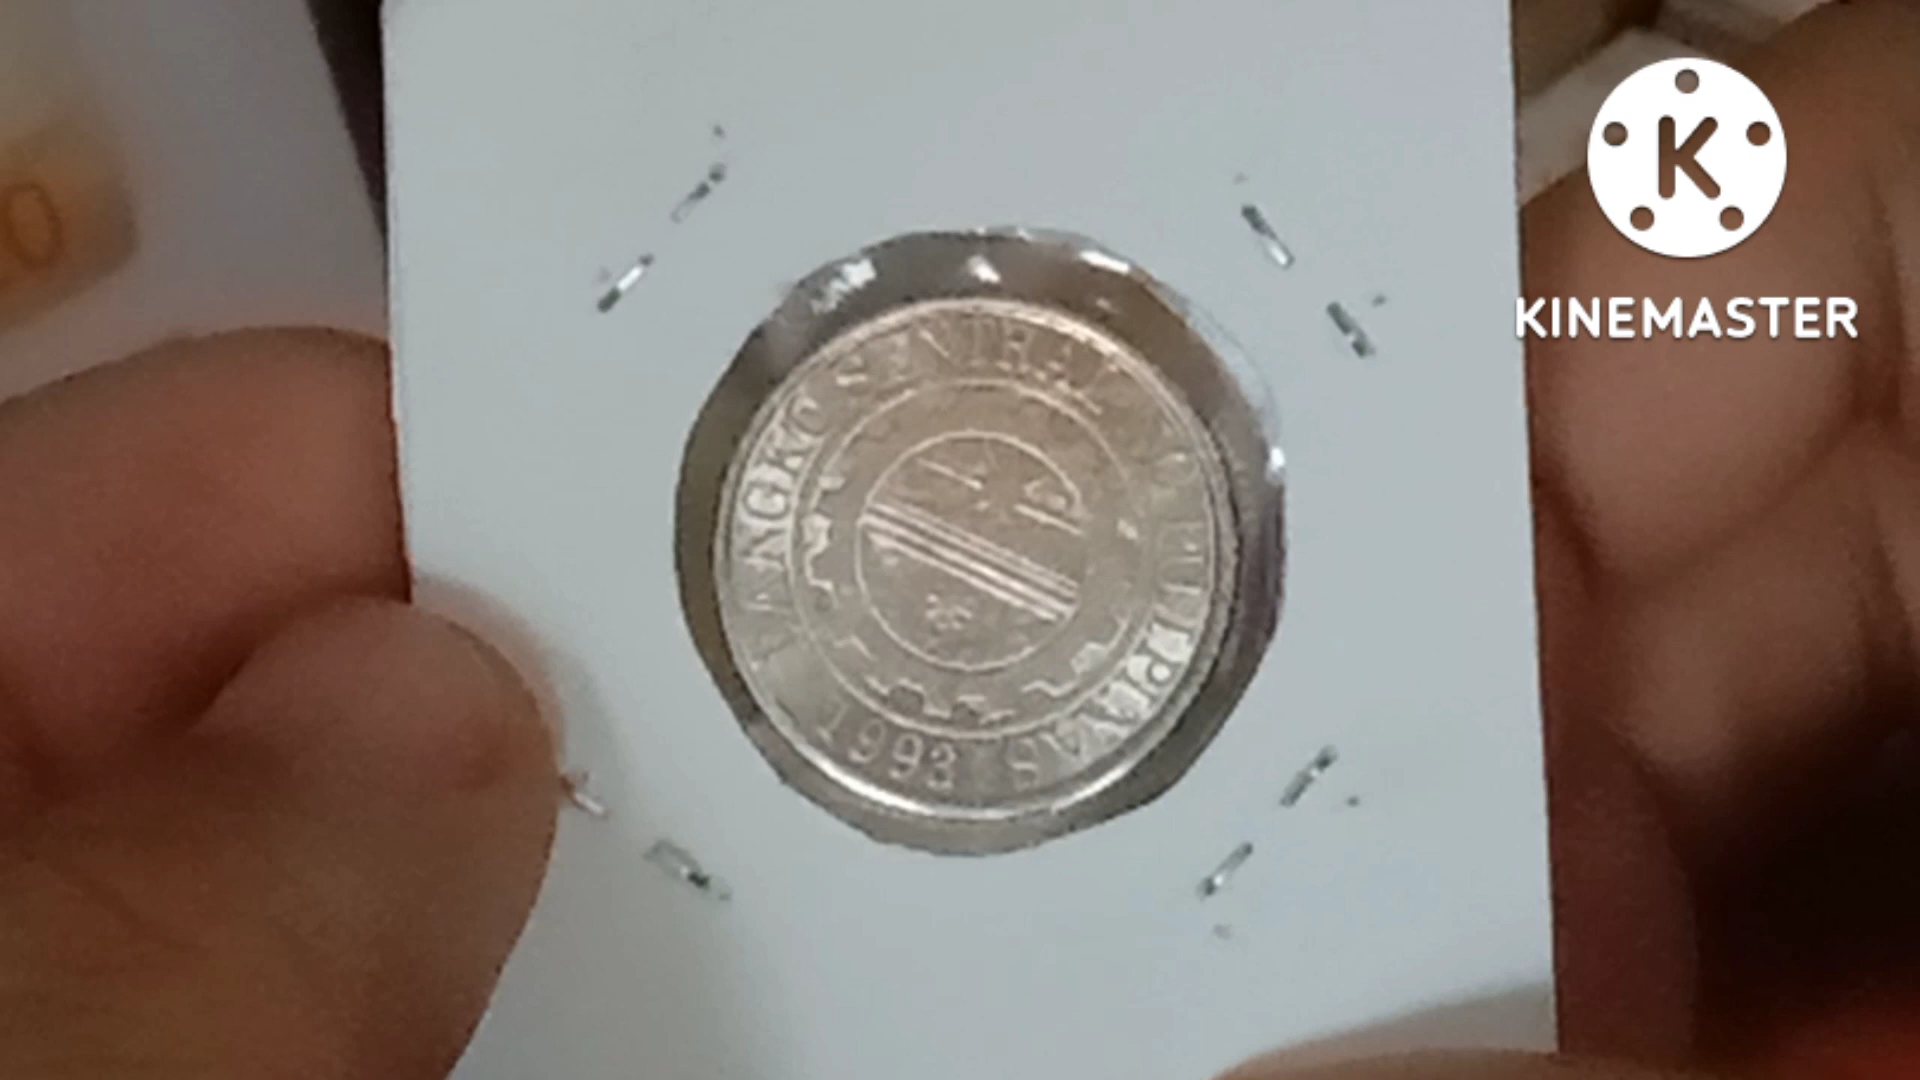 BANGKO SENTRAL NG PILIPINAS
1993
K
KINEMASTER